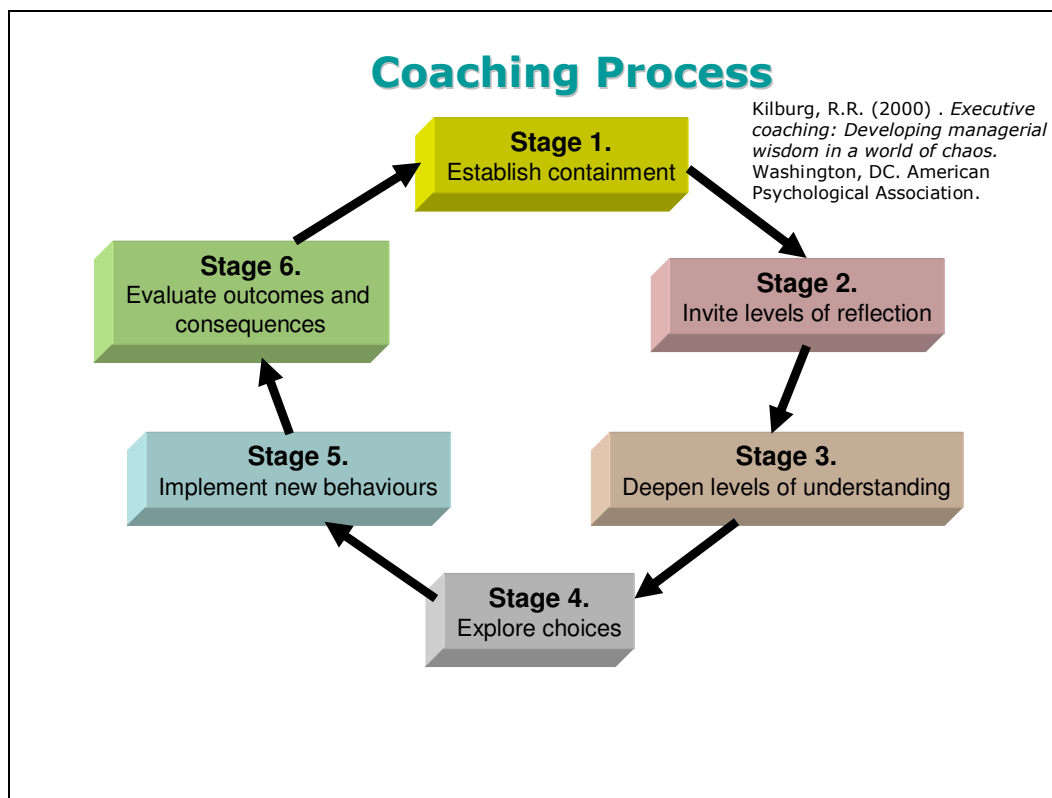 Coaching Process
Kilburg, R.R. (2000) . Executive
coaching: Developing managerial
wisdom in a world of chaos.
Washington, DC. American
Psychological Association.
Stage 1.
Establish containment
Stage 2.
Invite levels of reflection
Stage 3.
Deepen levels of understanding
Stage 4.
Explore choices
Stage 5.
Implement new behaviours
Stage 6.
Evaluate outcomes and
consequences